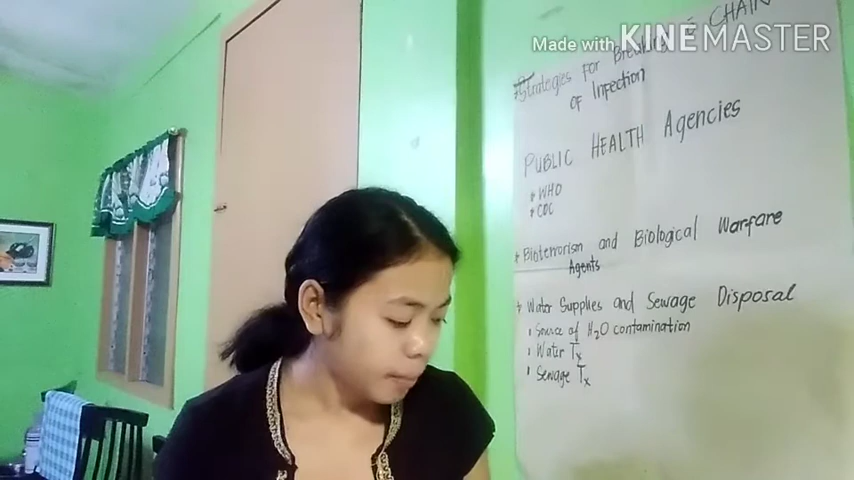 Made with KINEMASTER
*Strategies for Breaking CHAIN
of Infection
PUBLIC HEALTH Agencies
* WHO
* CDC
* Bioterrorism and Biological Warfare
Agents
* Water Supplies and Sewage Disposal
Source of H2O contamination
Water Tx
Sewage Tx